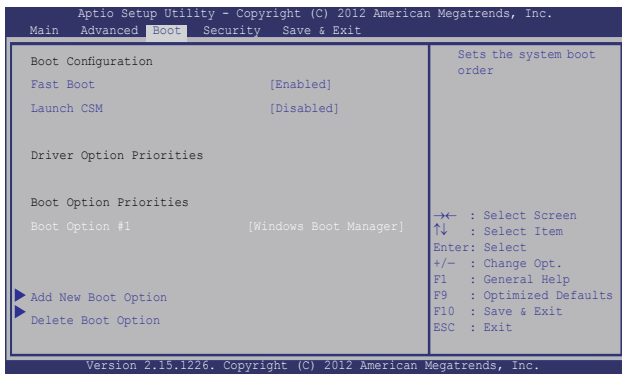 Aptio Setup Utility - Copyright (C) 2012 American Megatrends, Inc.
Main Advanced Boot Security Save & Exit
Boot Configuration
Fast Boot [Enabled]
Launch CSM [Disabled]
Driver Option Priorities
Boot Option Priorities
Boot Option #1 [Windows Boot Manager]
Add New Boot Option
Delete Boot Option
Sets the system boot
order
→← : Select Screen
↑↓ : Select Item
Enter: Select
+/— : Change Opt.
F1 : General Help
F9 : Optimized Defaults
F10 : Save & Exit
ESC : Exit
Version 2.15.1226. Copyright (C) 2012 American Megatrends, Inc.